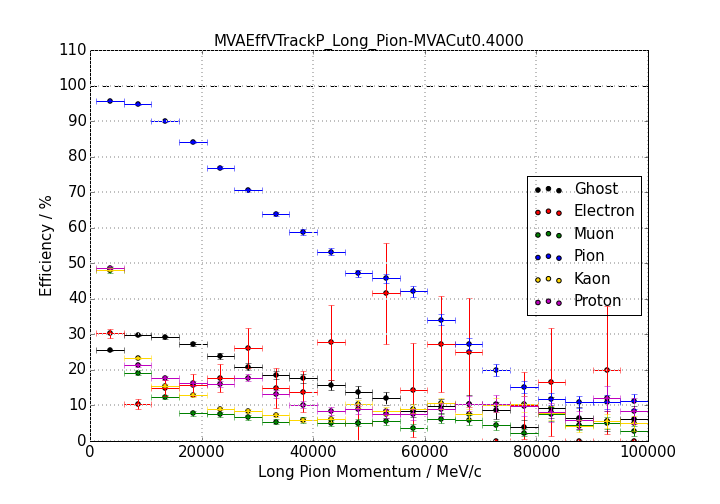 MVAEffVTrackP_Long_Pion-MVACut0.4000
110
100
90
80
70
60
50
40
30
20
10
0
Efficiency / %
Ghost
Electron
Muon
Pion
Kaon
Proton
0 20000 40000 60000 80000 100000
Long Pion Momentum / MeV/c